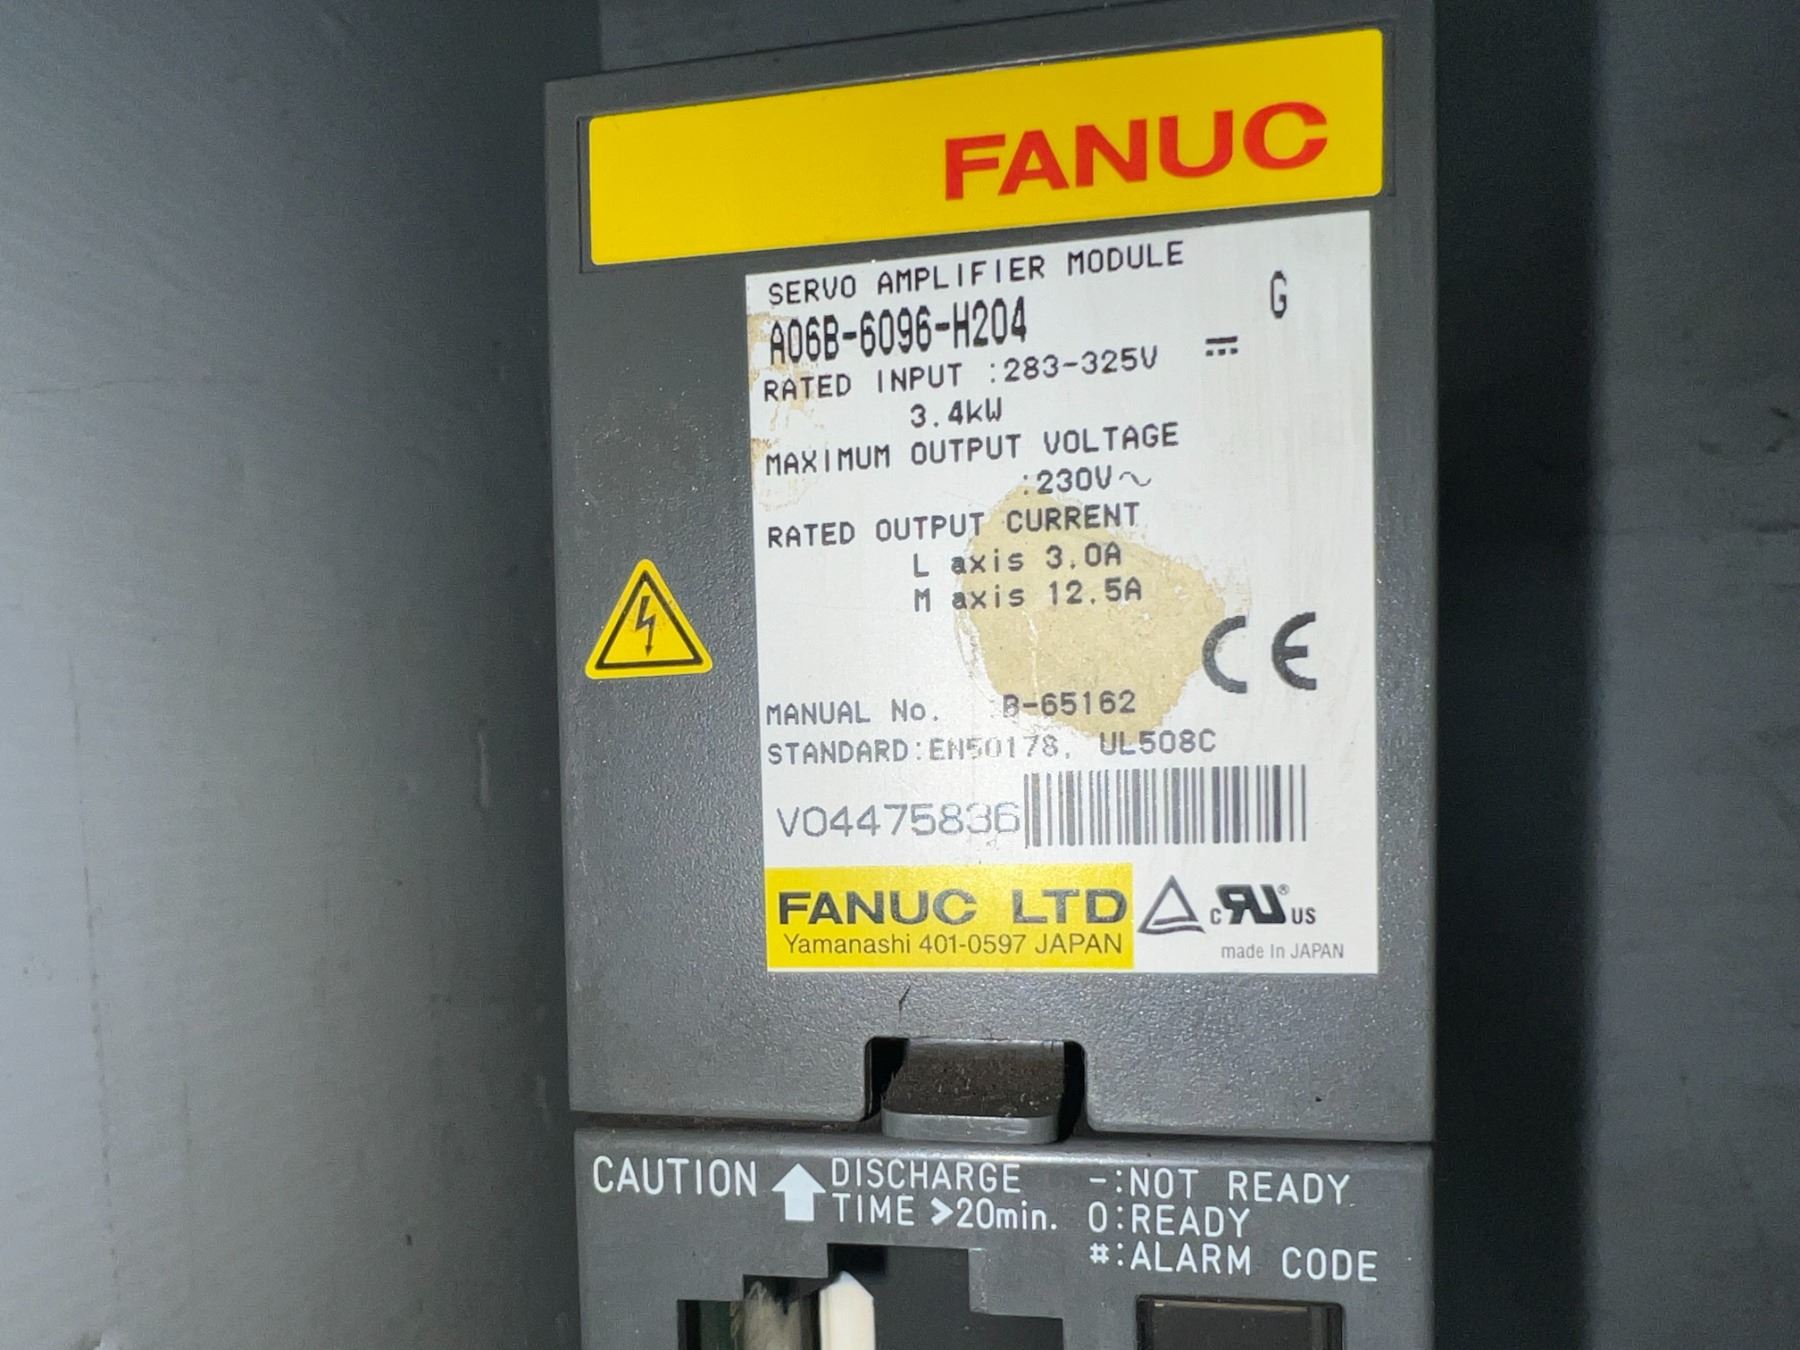 FANUC
SERVO AMPLIFIER MODULE
G
A06B-6096-H204
RATED INPUT :283-325V ⎓
3.4kW
MAXIMUM OUTPUT VOLTAGE
:230V~
RATED OUTPUT CURRENT
L axis 3.0A
M axis 12.5A
CE
MANUAL No. :B-65162
STANDARD:EN50178, UL508C
V04475836
FANUC LTD
Yamanashi 401-0597 JAPAN
c RU ® US
made In JAPAN
CAUTION ⬆ DISCHARGE
TIME >20min.
-:NOT READY
0:READY
#:ALARM CODE